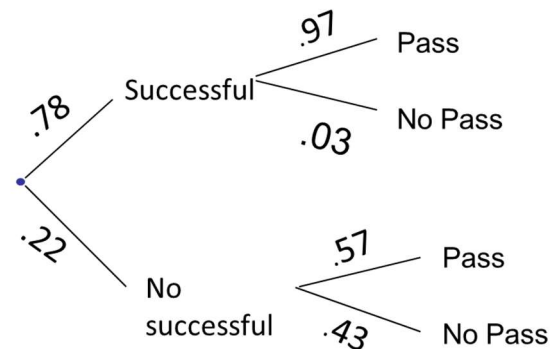 .97
Pass
Successful
.78
No Pass
.03
.22
.57
Pass
No
successful
.43
No Pass